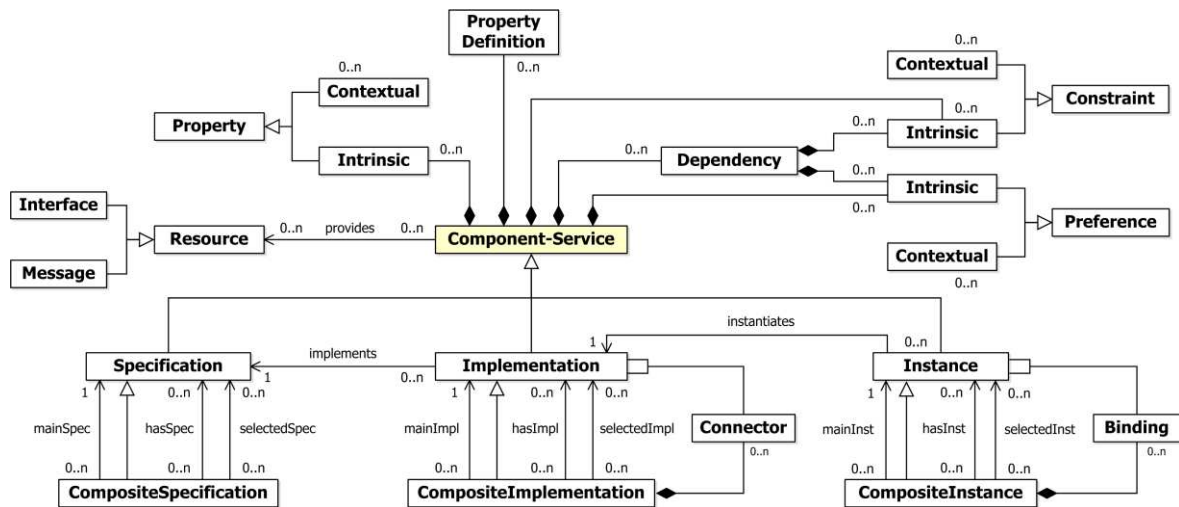 Property
Definition
0..n
0..n
Contextual
Property
Intrinsic
0..n
0..n
Contextual
Constraint
0..n
0..n
Intrinsic
0..n
Dependency
Intrinsic
0..n
Preference
Contextual
0..n
Interface
Resource
Message
0..n
provides
0..n
Component-Service
instantiates
1
0..n
Specification
implements
1
0..n
Implementation
Instance
1
0..n
0..n
mainSpec
hasSpec
selectedSpec
0..n
0..n
0..n
CompositeSpecification
1
0..n
0..n
mainImpl
hasImpl
selectedImpl
Connector
0..n
0..n
0..n
0..n
CompositeImplementation
1
0..n
0..n
mainInst
hasInst
selectedInst
Binding
0..n
0..n
0..n
0..n
CompositeInstance